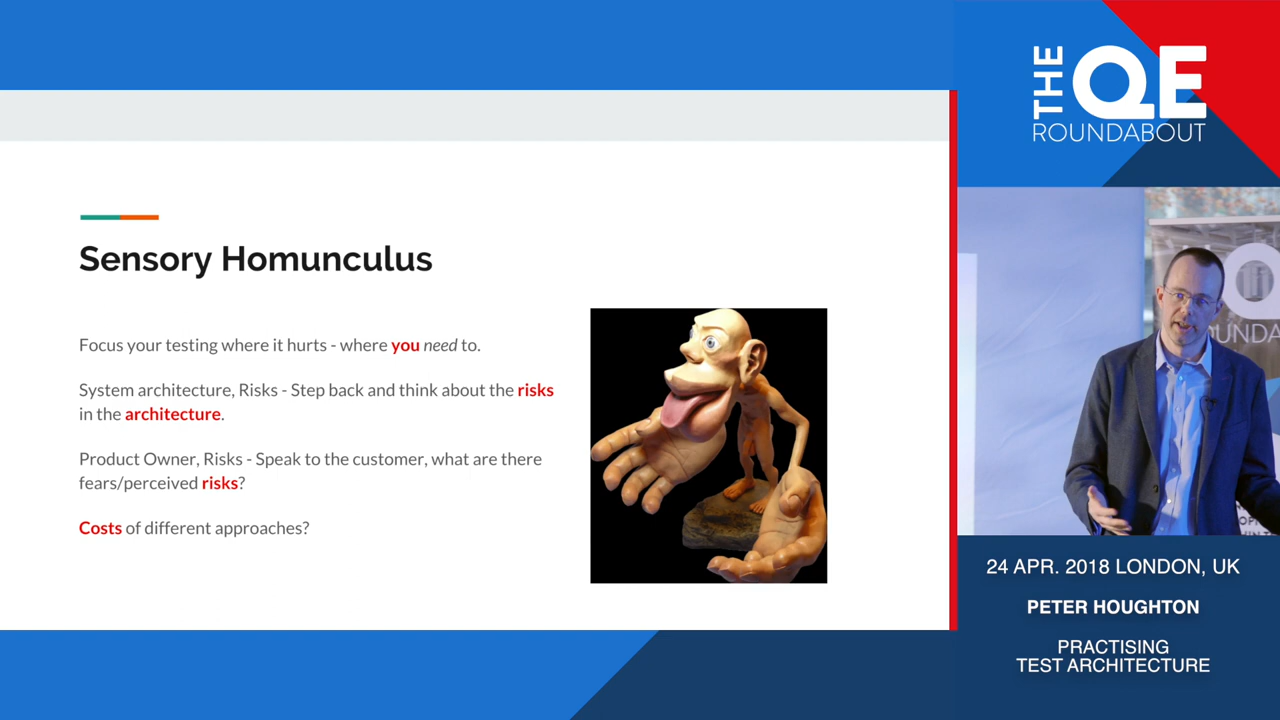 Sensory Homunculus
Focus your testing where it hurts - where you need to.
System architecture, Risks - Step back and think about the risks
in the architecture.
Product Owner, Risks - Speak to the customer, what are there
fears/perceived risks?
Costs of different approaches?
THE QE
ROUNDABOUT
24 APR. 2018 LONDON, UK
PETER HOUGHTON
PRACTISING
TEST ARCHITECTURE